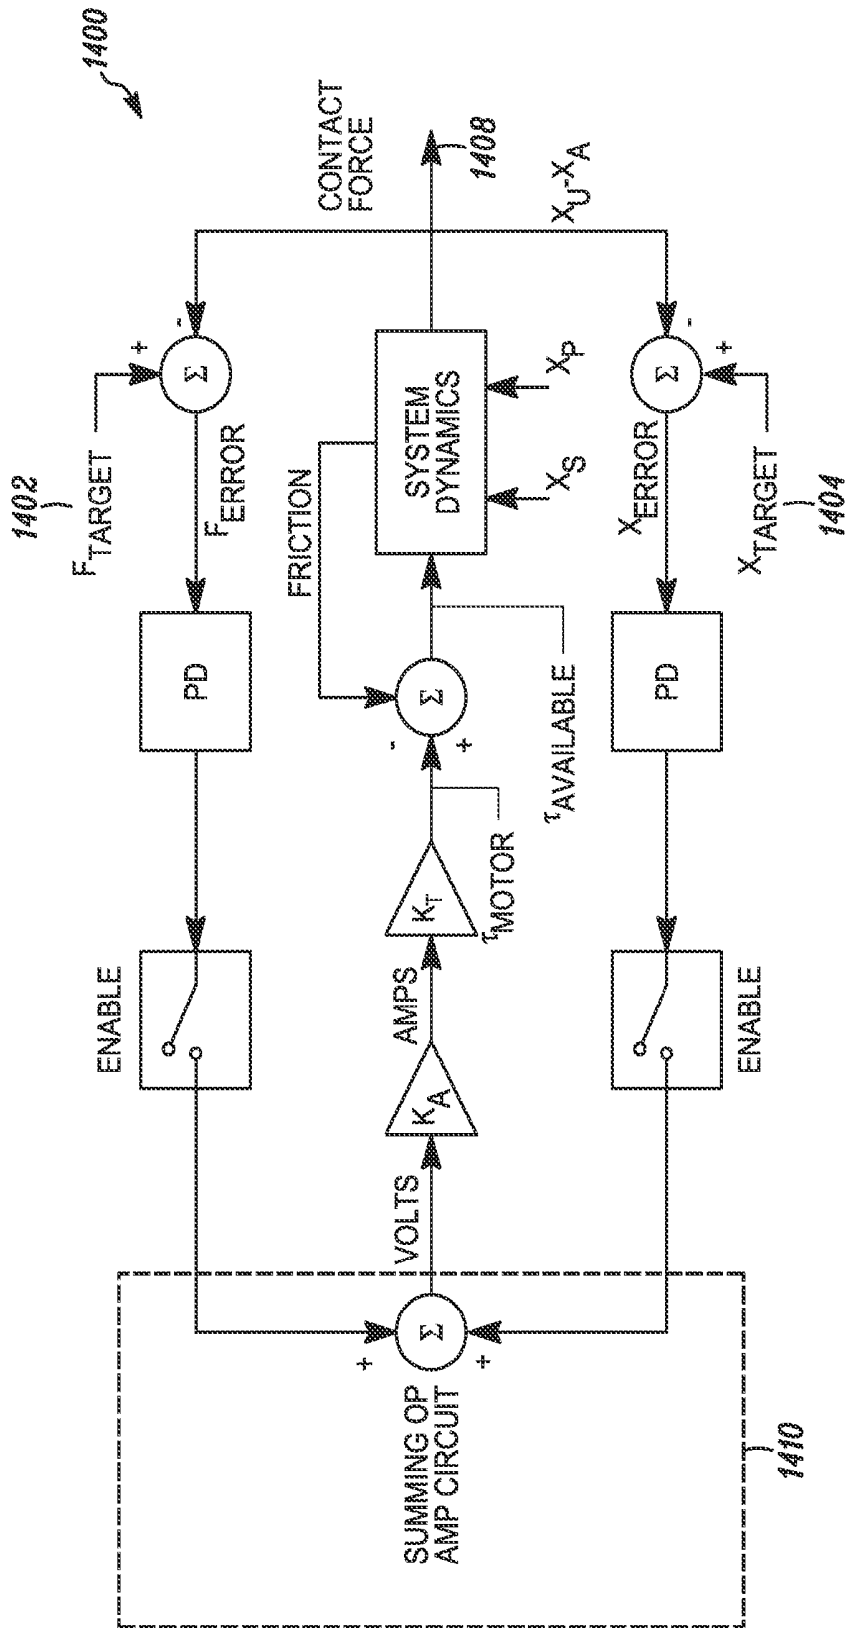 1400
1402
F_TARGET
+
-
Σ
F_ERROR
PD
ENABLE
CONTACT
FORCE
1408
FRICTION
SYSTEM
DYNAMICS
X_S
X_P
SUMMING OP
AMP CIRCUIT
+
Σ
+
VOLTS
K_A
AMPS
K_T
τ_MOTOR
-
+
Σ
τ_AVAILABLE
X_U-X_A
ENABLE
PD
X_ERROR
Σ
-
+
X_TARGET
1404
1410